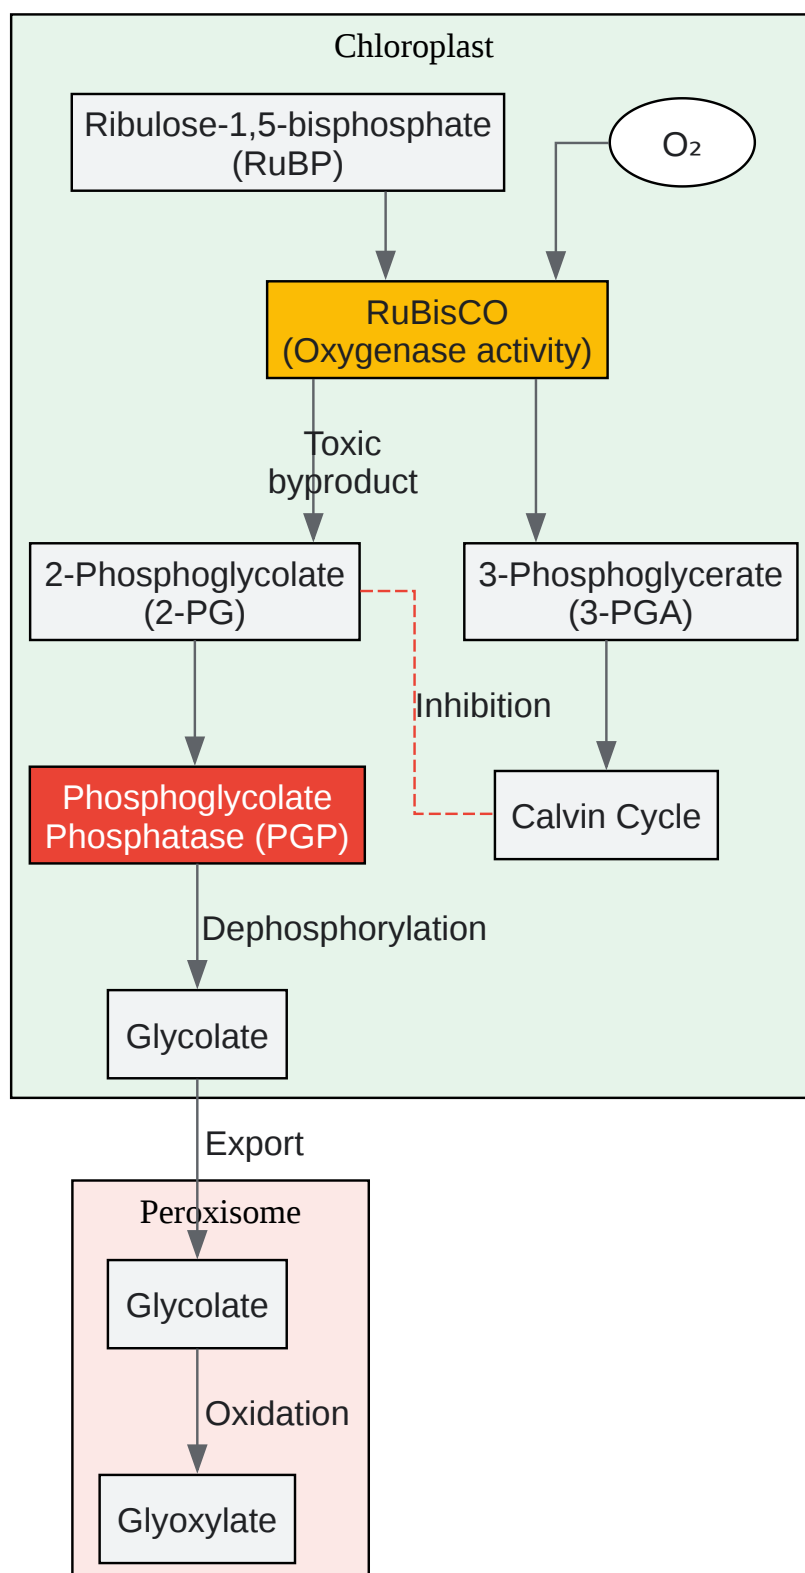 Chloroplast
Ribulose-1,5-bisphosphate
(RuBP)
O₂
RuBisCO
(Oxygenase activity)
Toxic
byproduct
2-Phosphoglycolate
(2-PG)
3-Phosphoglycerate
(3-PGA)
Inhibition
Phosphoglycolate
Phosphatase (PGP)
Calvin Cycle
Dephosphorylation
Glycolate
Export
Peroxisome
Glycolate
Oxidation
Glyoxylate